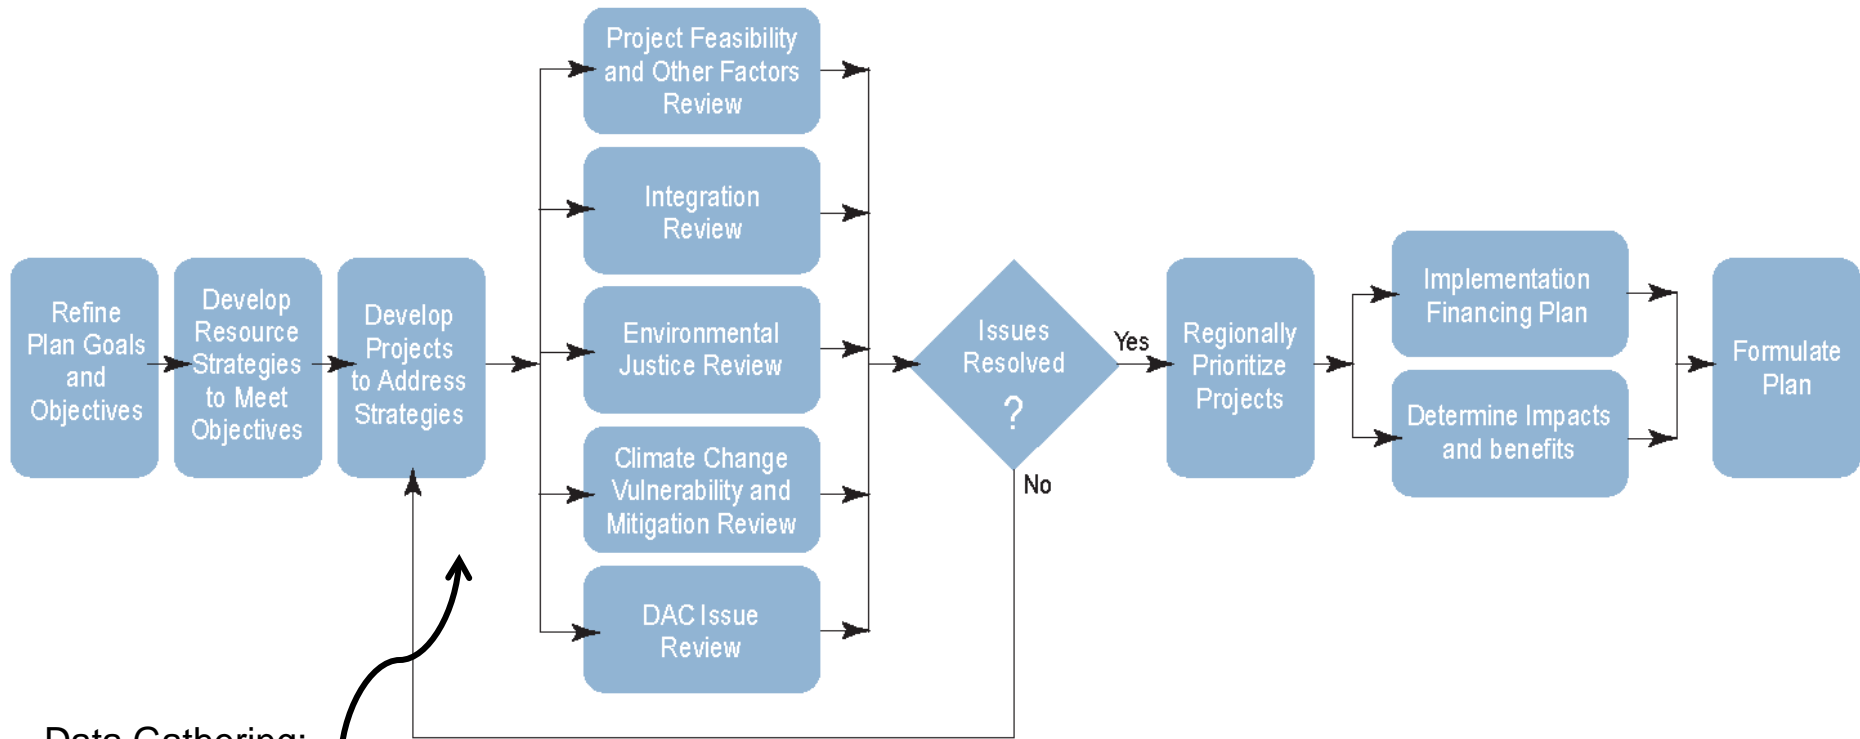 Refine
Plan Goals
and
Objectives
Develop
Resource
Strategies
to Meet
Objectives
Develop
Projects
to Address
Strategies
Project Feasibility
and Other Factors
Review
Integration
Review
Environmental
Justice Review
Climate Change
Vulnerability and
Mitigation Review
DAC Issue
Review
Issues
Resolved
?
Yes
No
Regionally
Prioritize
Projects
Implementation
Financing Plan
Determine Impacts
and benefits
Formulate
Plan
Data Gathering: